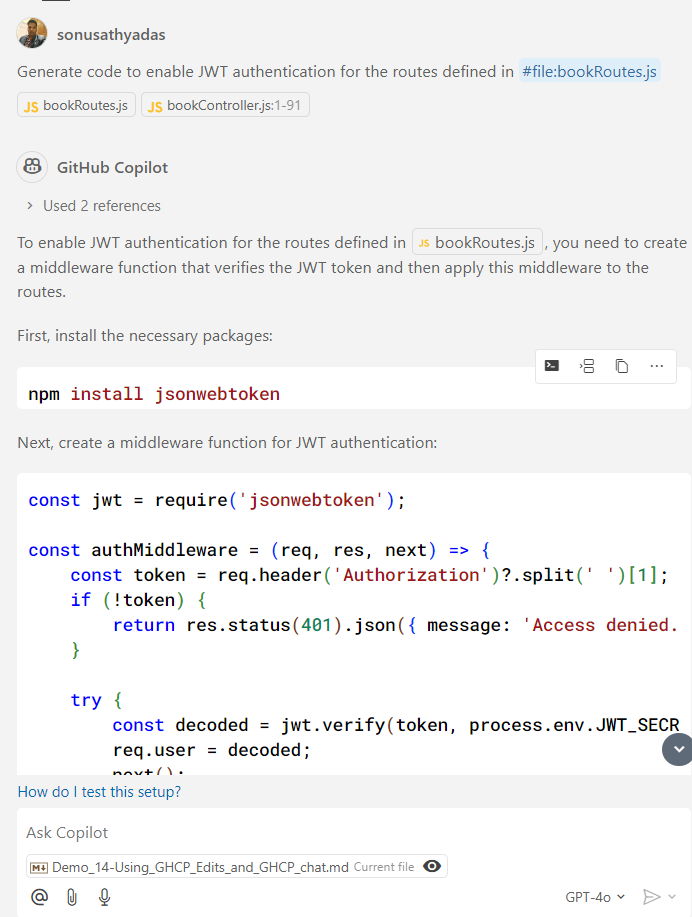 sonusathyadas
Generate code to enable JWT authentication for the routes defined in #file:bookRoutes.js
JS bookRoutes.js JS bookController.js:1-91
GitHub Copilot
Used 2 references
To enable JWT authentication for the routes defined in JS bookRoutes.js , you need to create
a middleware function that verifies the JWT token and then apply this middleware to the
routes.
First, install the necessary packages:
npm install jsonwebtoken
Next, create a middleware function for JWT authentication:
const jwt = require('jsonwebtoken');
const authMiddleware = (req, res, next) => {
const token = req.header('Authorization')?.split(' ')[1];
if (!token) {
return res.status(401).json({ message: 'Access denied.
}
try {
const decoded = jwt.verify(token, process.env.JWT_SECR
req.user = decoded;
next();
How do I test this setup?
Ask Copilot
M↓ Demo_14-Using_GHCP_Edits_and_GHCP_chat.md Current file
GPT-4o